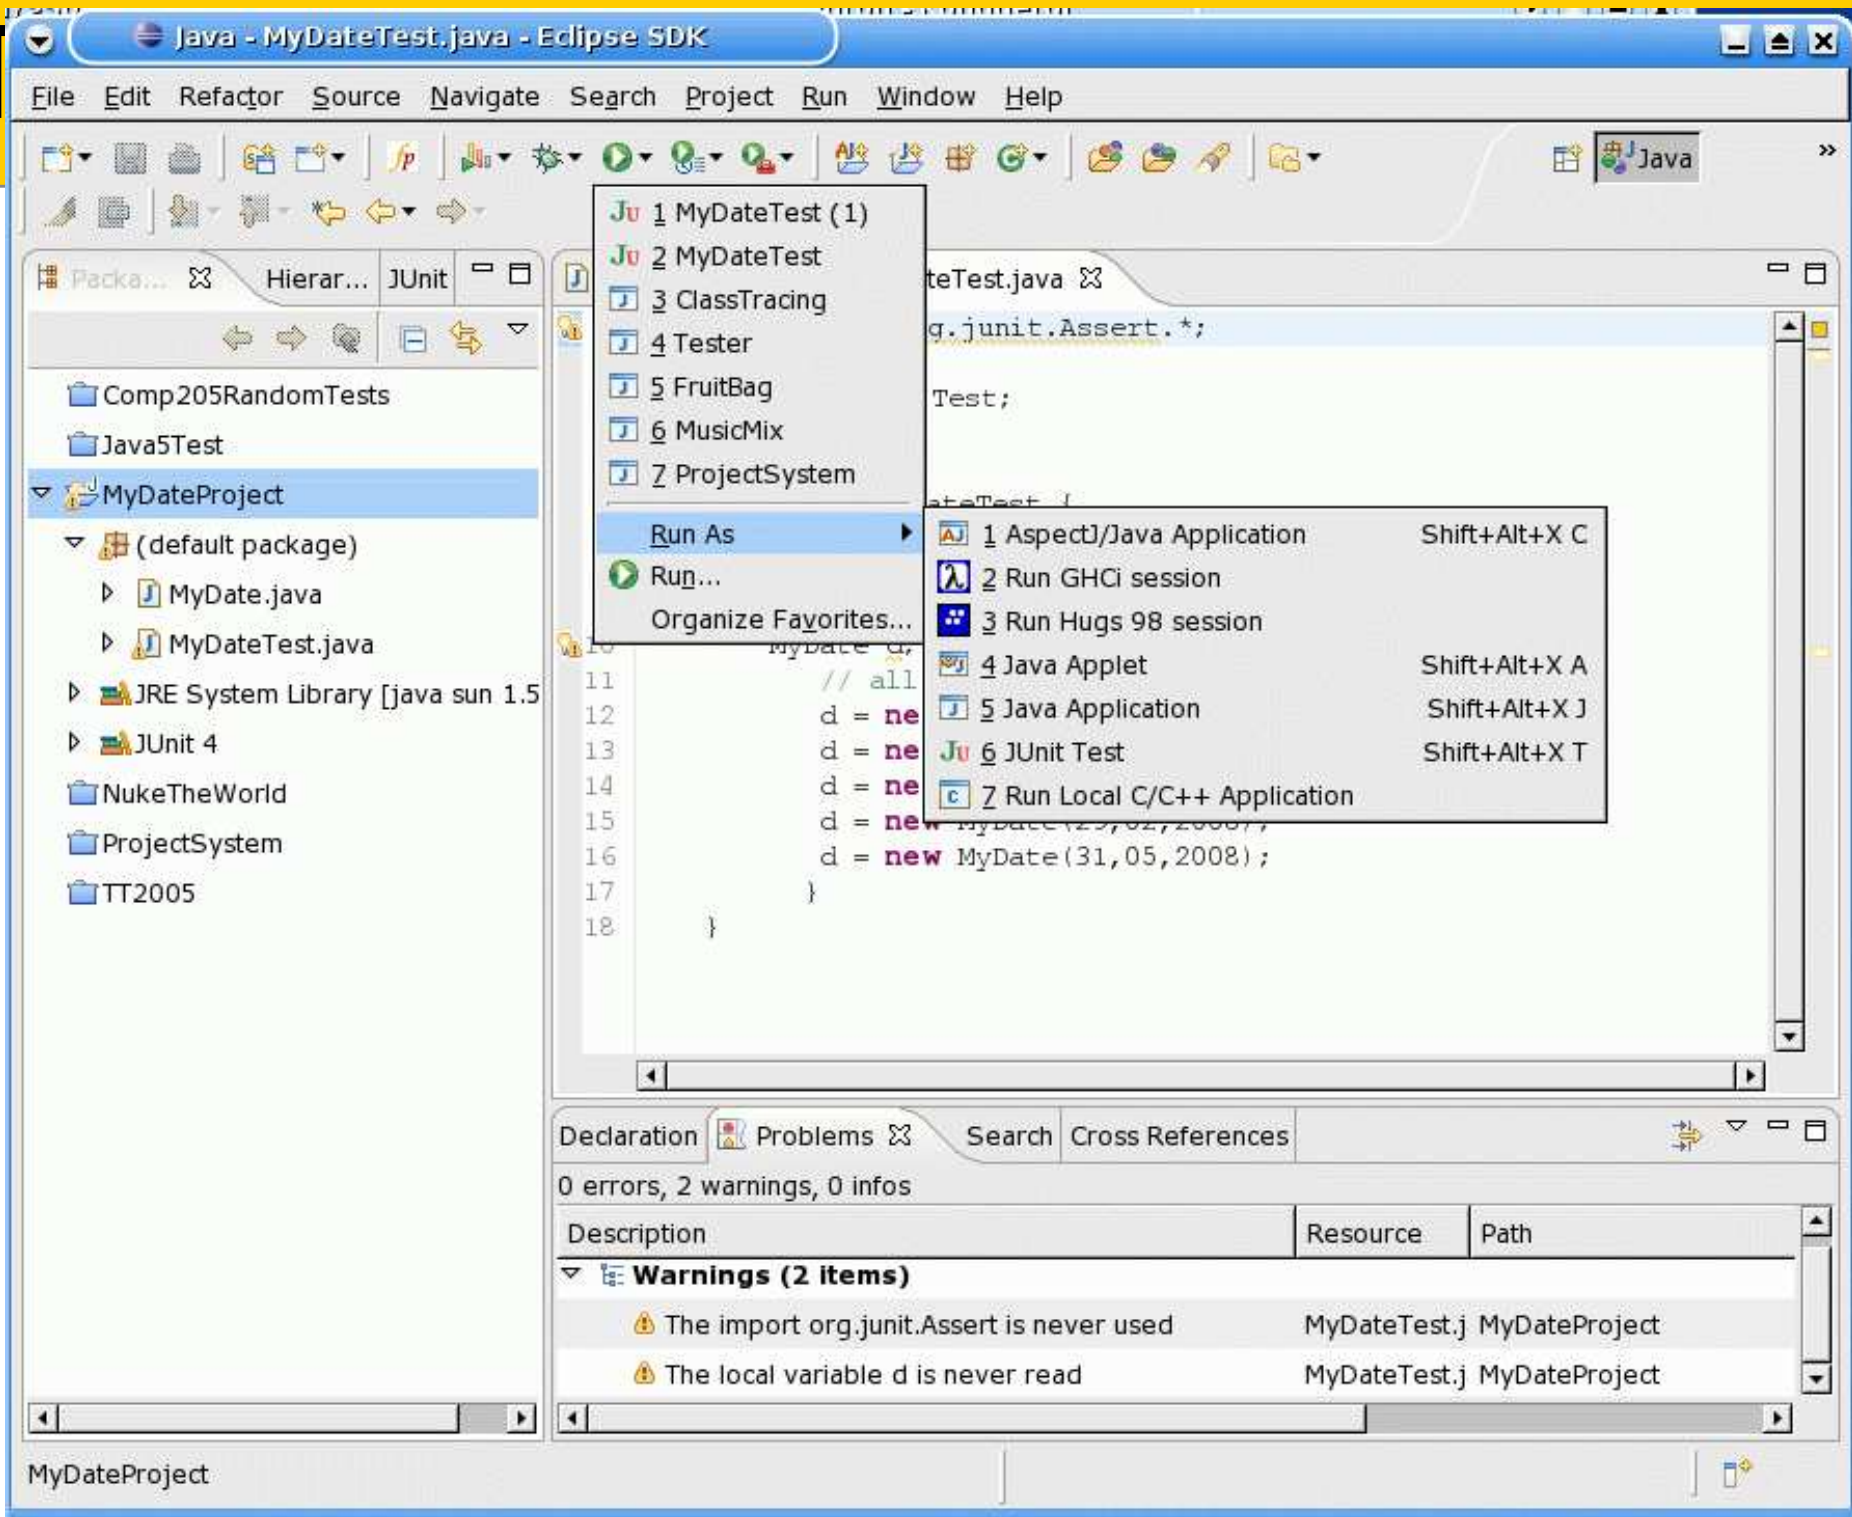 Java - MyDateTest.java - Eclipse SDK
File Edit Refactor Source Navigate Search Project Run Window Help
Java
Packa... Hierar... JUnit
Comp205RandomTests
Java5Test
MyDateProject
(default package)
MyDate.java
MyDateTest.java
JRE System Library [java sun 1.5
JUnit 4
NukeTheWorld
ProjectSystem
TT2005
1 MyDateTest (1)
2 MyDateTest
3 ClassTracing
4 Tester
5 FruitBag
6 MusicMix
7 ProjectSystem
Run As
Run...
Organize Favorites...
1 AspectJ/Java Application Shift+Alt+X C
2 Run GHCi session
3 Run Hugs 98 session
4 Java Applet Shift+Alt+X A
5 Java Application Shift+Alt+X J
6 JUnit Test Shift+Alt+X T
7 Run Local C/C++ Application
teTest.java
g.junit.Assert.*;
Test;
ateTest {
10 MyDate d;
11 // all
12 d = ne
13 d = ne
14 d = ne
15 d = new MyDate(29,02,2008);
16 d = new MyDate(31,05,2008);
17 }
18 }
Declaration Problems Search Cross References
0 errors, 2 warnings, 0 infos
Description Resource Path
Warnings (2 items)
The import org.junit.Assert is never used MyDateTest.j MyDateProject
The local variable d is never read MyDateTest.j MyDateProject
MyDateProject